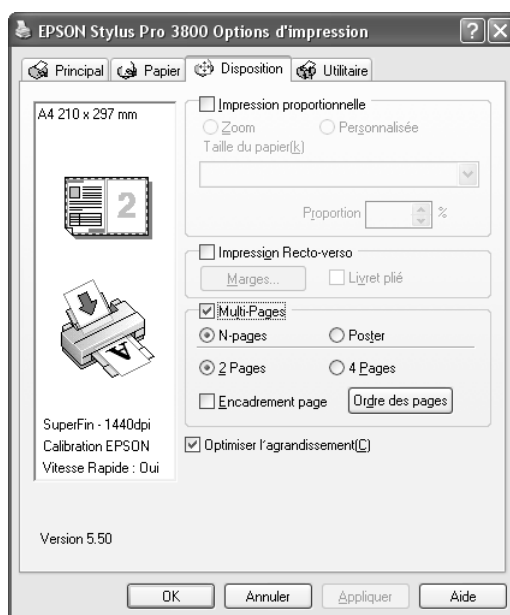 EPSON Stylus Pro 3800 Options d'impression
Principal Papier Disposition Utilitaire
A4 210 x 297 mm
2
A
SuperFin - 1440dpi
Calibration EPSON
Vitesse Rapide : Oui
Impression proportionnelle
Zoom Personnalisée
Taille du papier(k)
Proportion %
Impression Recto-verso
Marges... Livret plié
Multi-Pages
N-pages Poster
2 Pages 4 Pages
Encadrement page Ordre des pages
Optimiser l'agrandissement(C)
Version 5.50
OK Annuler Appliquer Aide